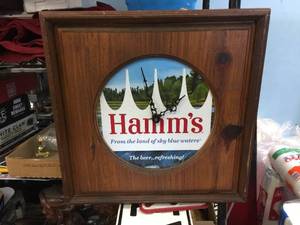 Hamm's
From the land of sky blue waters
The beer...refreshing!